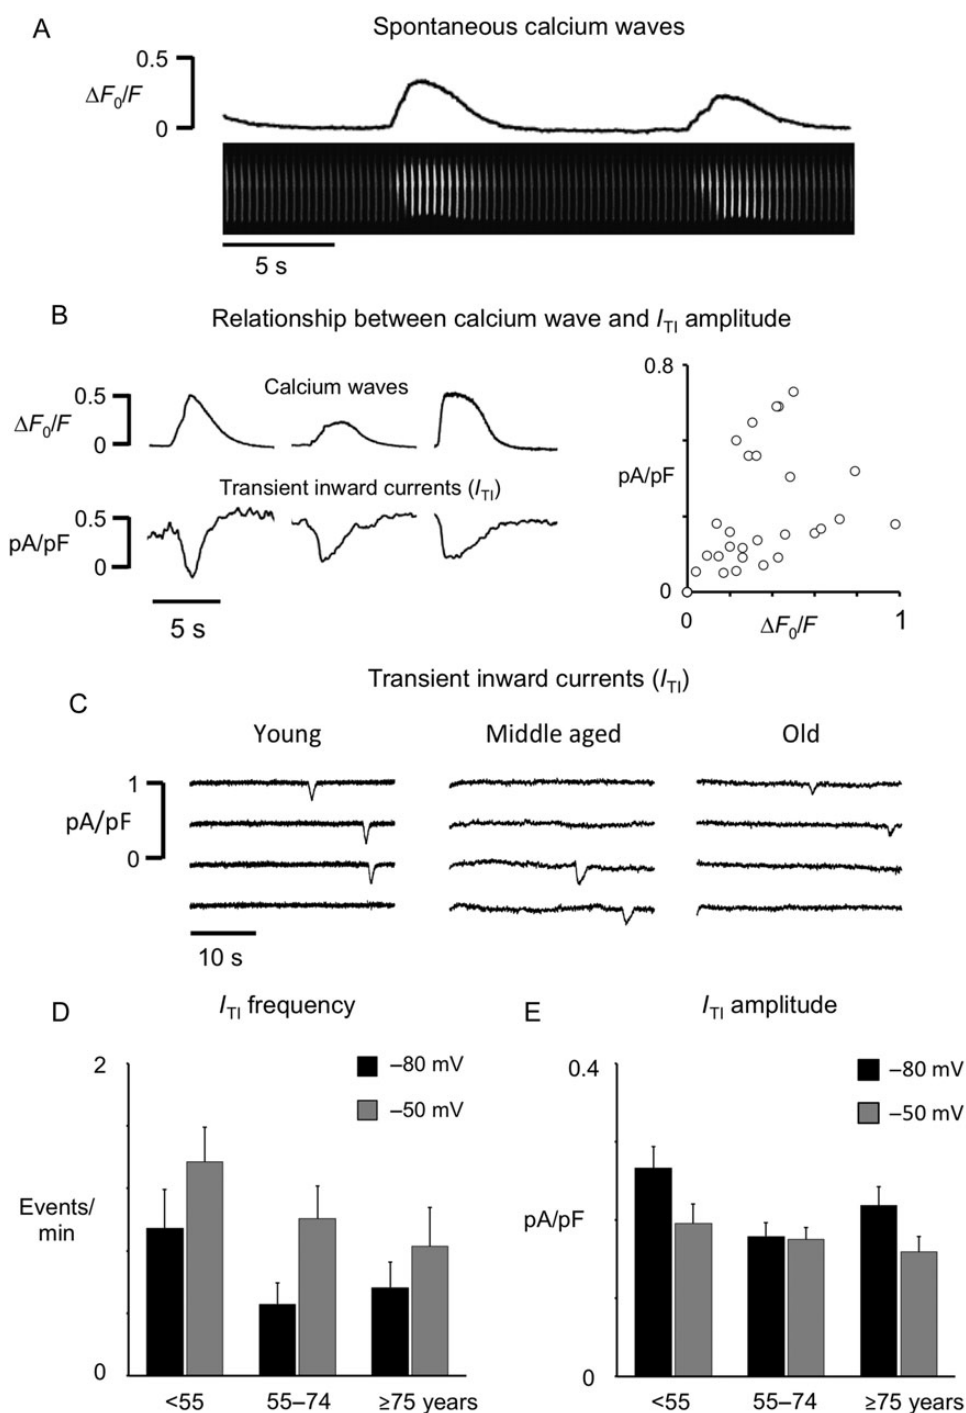 A
Spontaneous calcium waves
0.5
ΔF0/F
0
5 s
B
Relationship between calcium wave and ITI amplitude
Calcium waves
0.5
ΔF0/F
0
Transient inward currents (ITI)
0.5
pA/pF
0
5 s
0.8
pA/pF
0
0
ΔF0/F
1
Transient inward currents (ITI)
C
Young
Middle aged
Old
1
pA/pF
0
10 s
D
ITI frequency
2
–80 mV
–50 mV
Events/
min
0
<55
55–74
≥75 years
E
ITI amplitude
0.4
–80 mV
–50 mV
pA/pF
0
<55
55–74
≥75 years